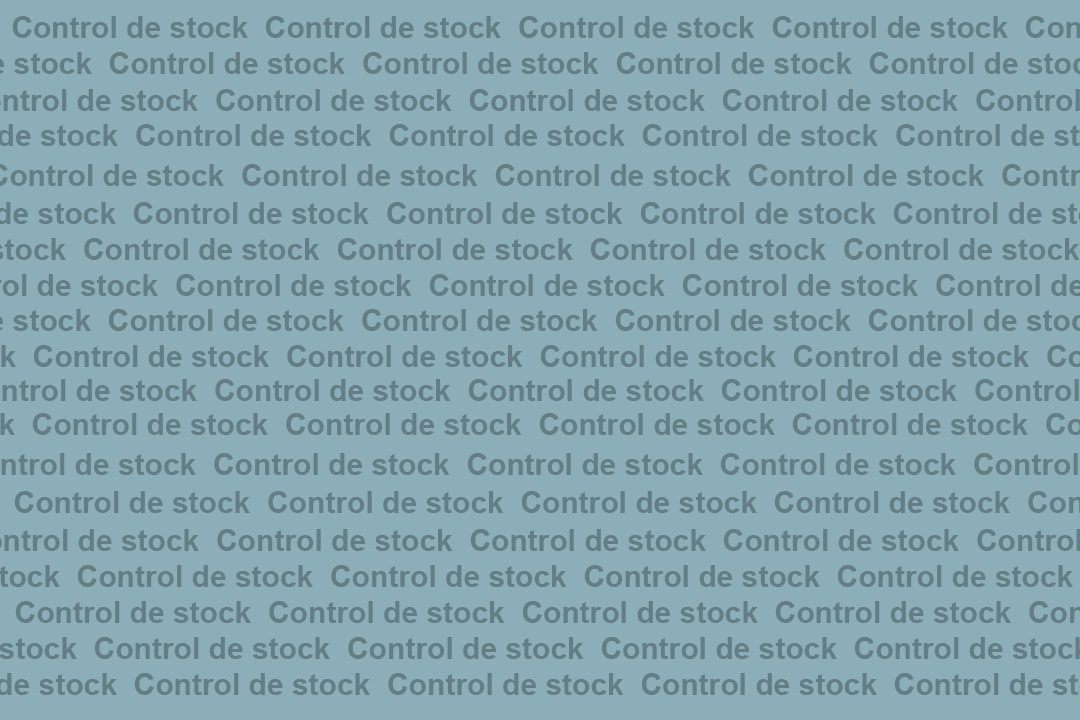 Control de stock Control de stock Control de stock Control de stock Con
stock Control de stock Control de stock Control de stock Control de stoc
ntrol de stock Control de stock Control de stock Control de stock Control
de stock Control de stock Control de stock Control de stock Control de st
Control de stock Control de stock Control de stock Control de stock Contr
de stock Control de stock Control de stock Control de stock Control de st
stock Control de stock Control de stock Control de stock Control de stock
ol de stock Control de stock Control de stock Control de stock Control de
e stock Control de stock Control de stock Control de stock Control de stoc
k Control de stock Control de stock Control de stock Control de stock Co
ntrol de stock Control de stock Control de stock Control de stock Control
k Control de stock Control de stock Control de stock Control de stock Co
ntrol de stock Control de stock Control de stock Control de stock Control
Control de stock Control de stock Control de stock Control de stock Con
ontrol de stock Control de stock Control de stock Control de stock Control
tock Control de stock Control de stock Control de stock Control de stock
Control de stock Control de stock Control de stock Control de stock Con
stock Control de stock Control de stock Control de stock Control de stock
de stock Control de stock Control de stock Control de stock Control de st